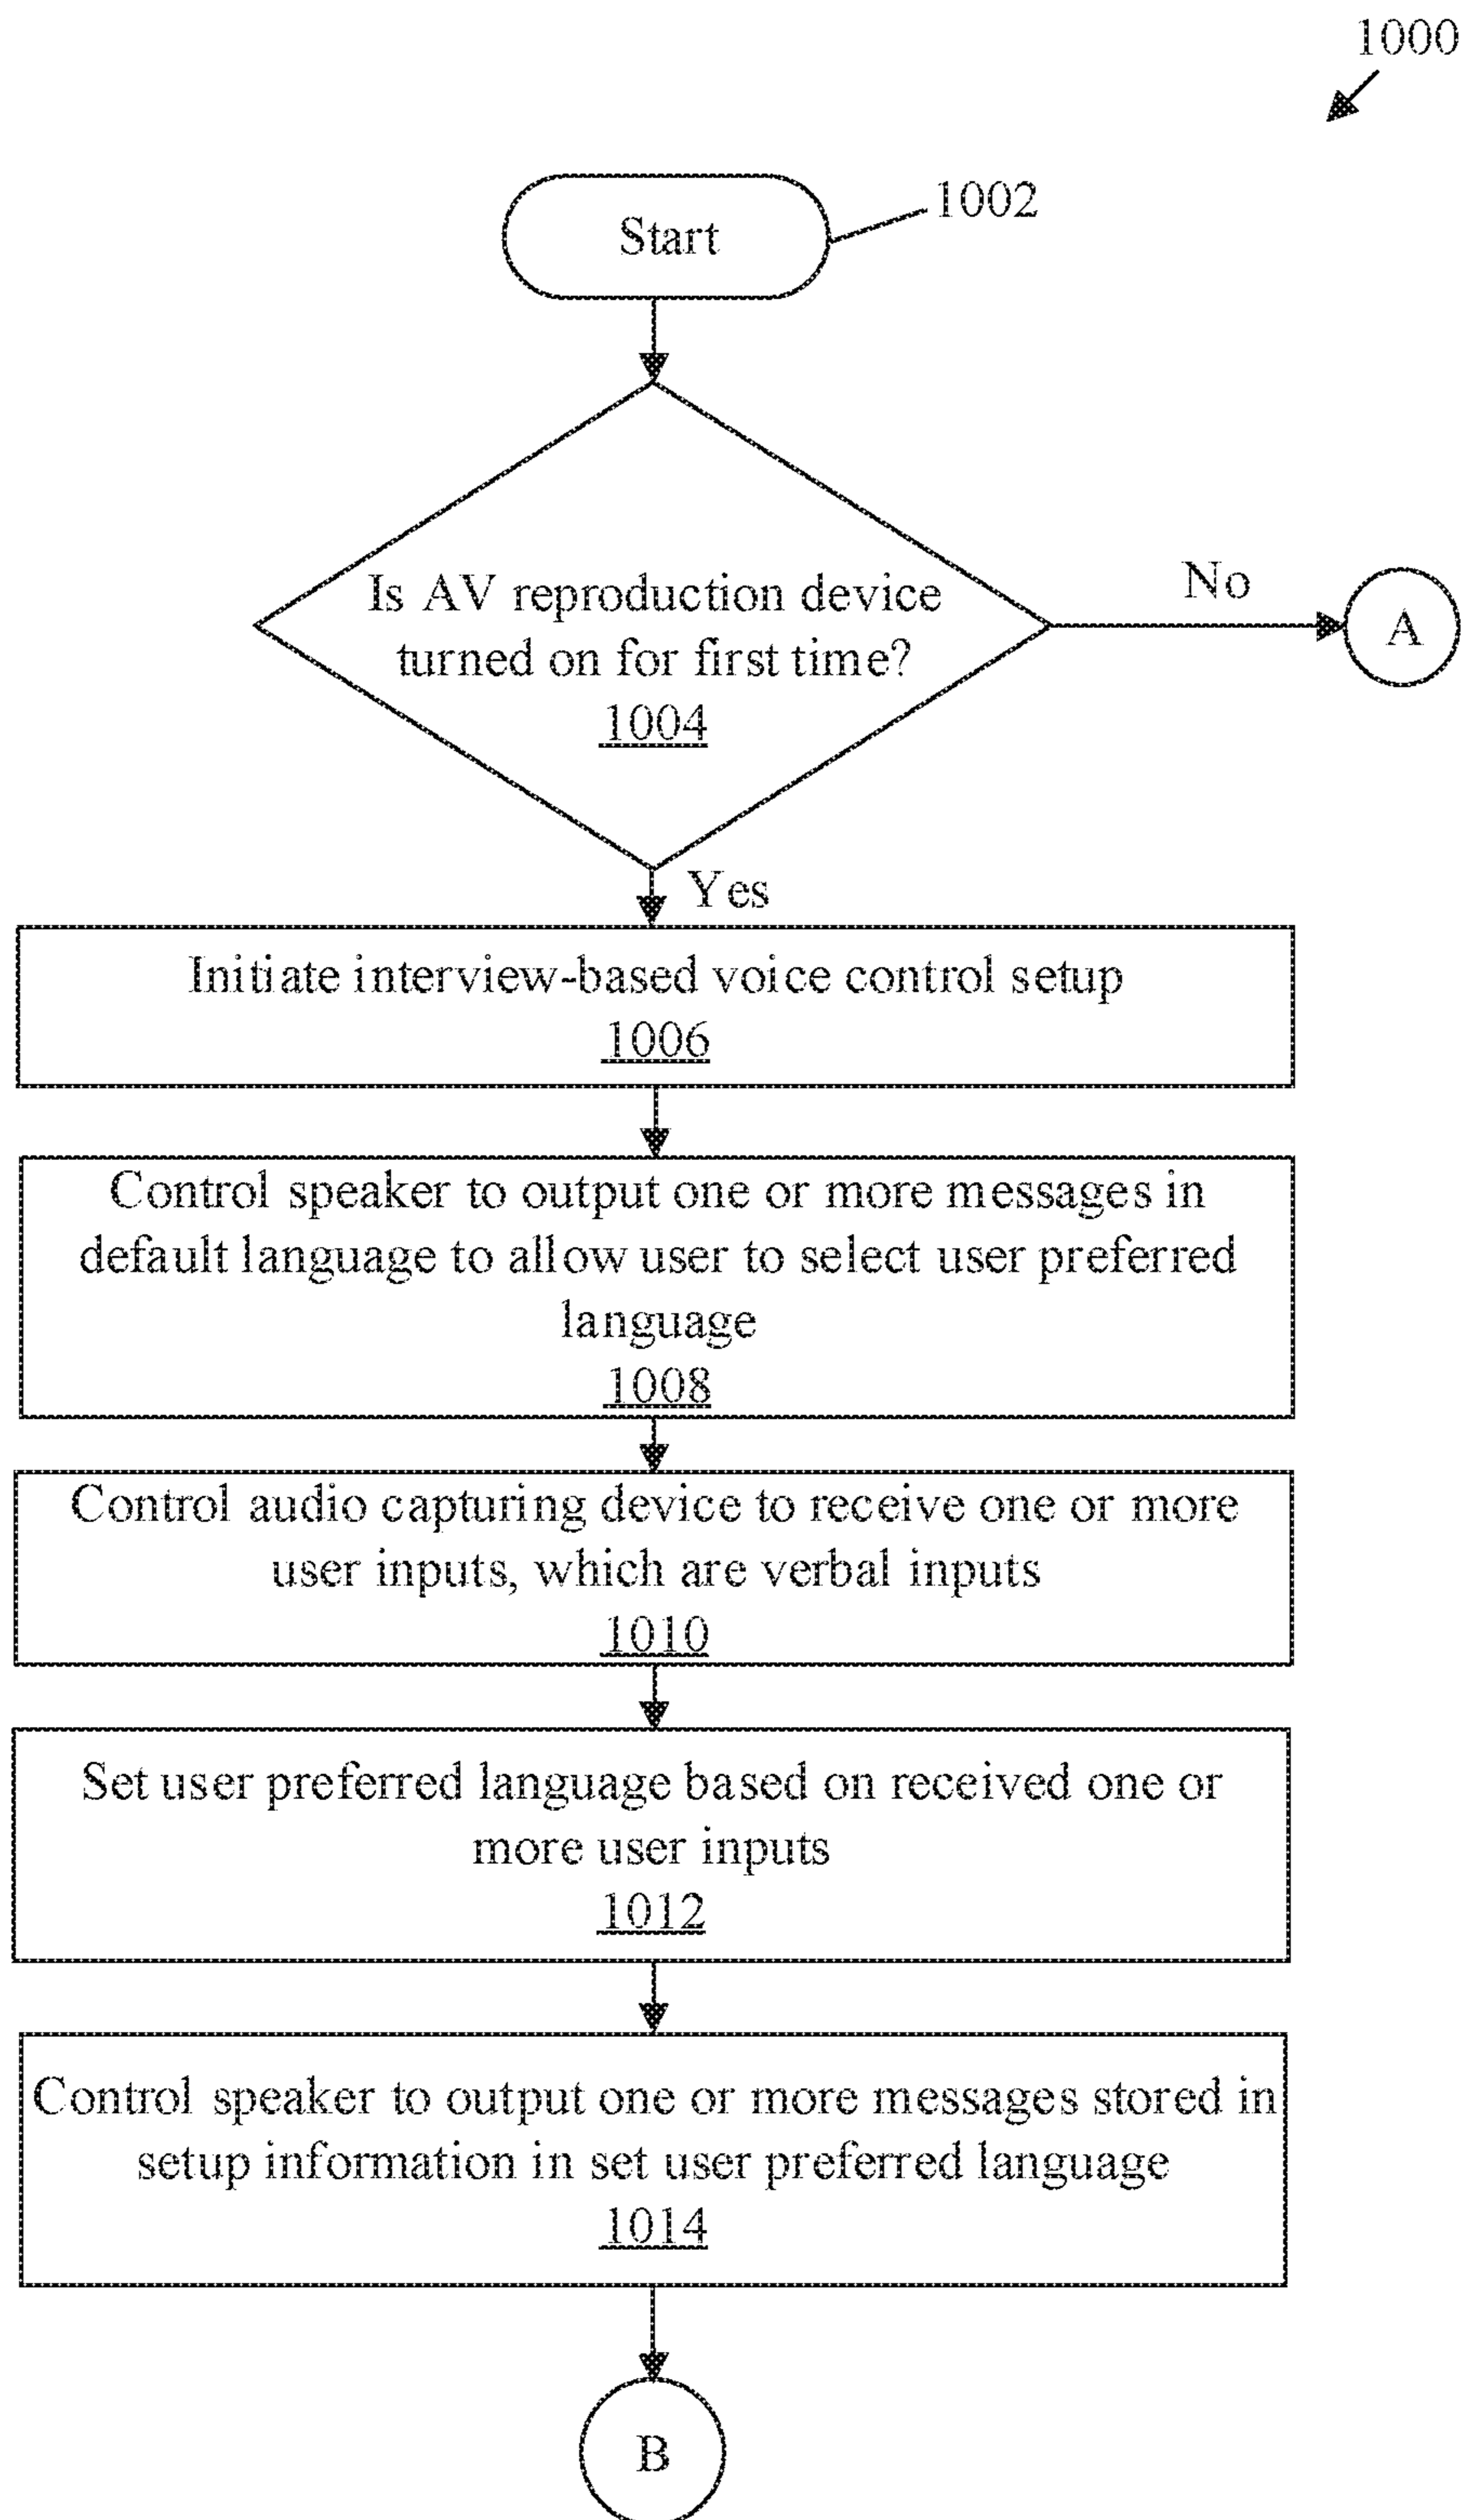 1000
Start
1002
Is AV reproduction device
turned on for first time?
1004
No
A
Yes
Initiate interview-based voice control setup
1006
Control speaker to output one or more messages in
default language to allow user to select user preferred
language
1008
Control audio capturing device to receive one or more
user inputs, which are verbal inputs
1010
Set user preferred language based on received one or
more user inputs
1012
Control speaker to output one or more messages stored in
setup information in set user preferred language
1014
B